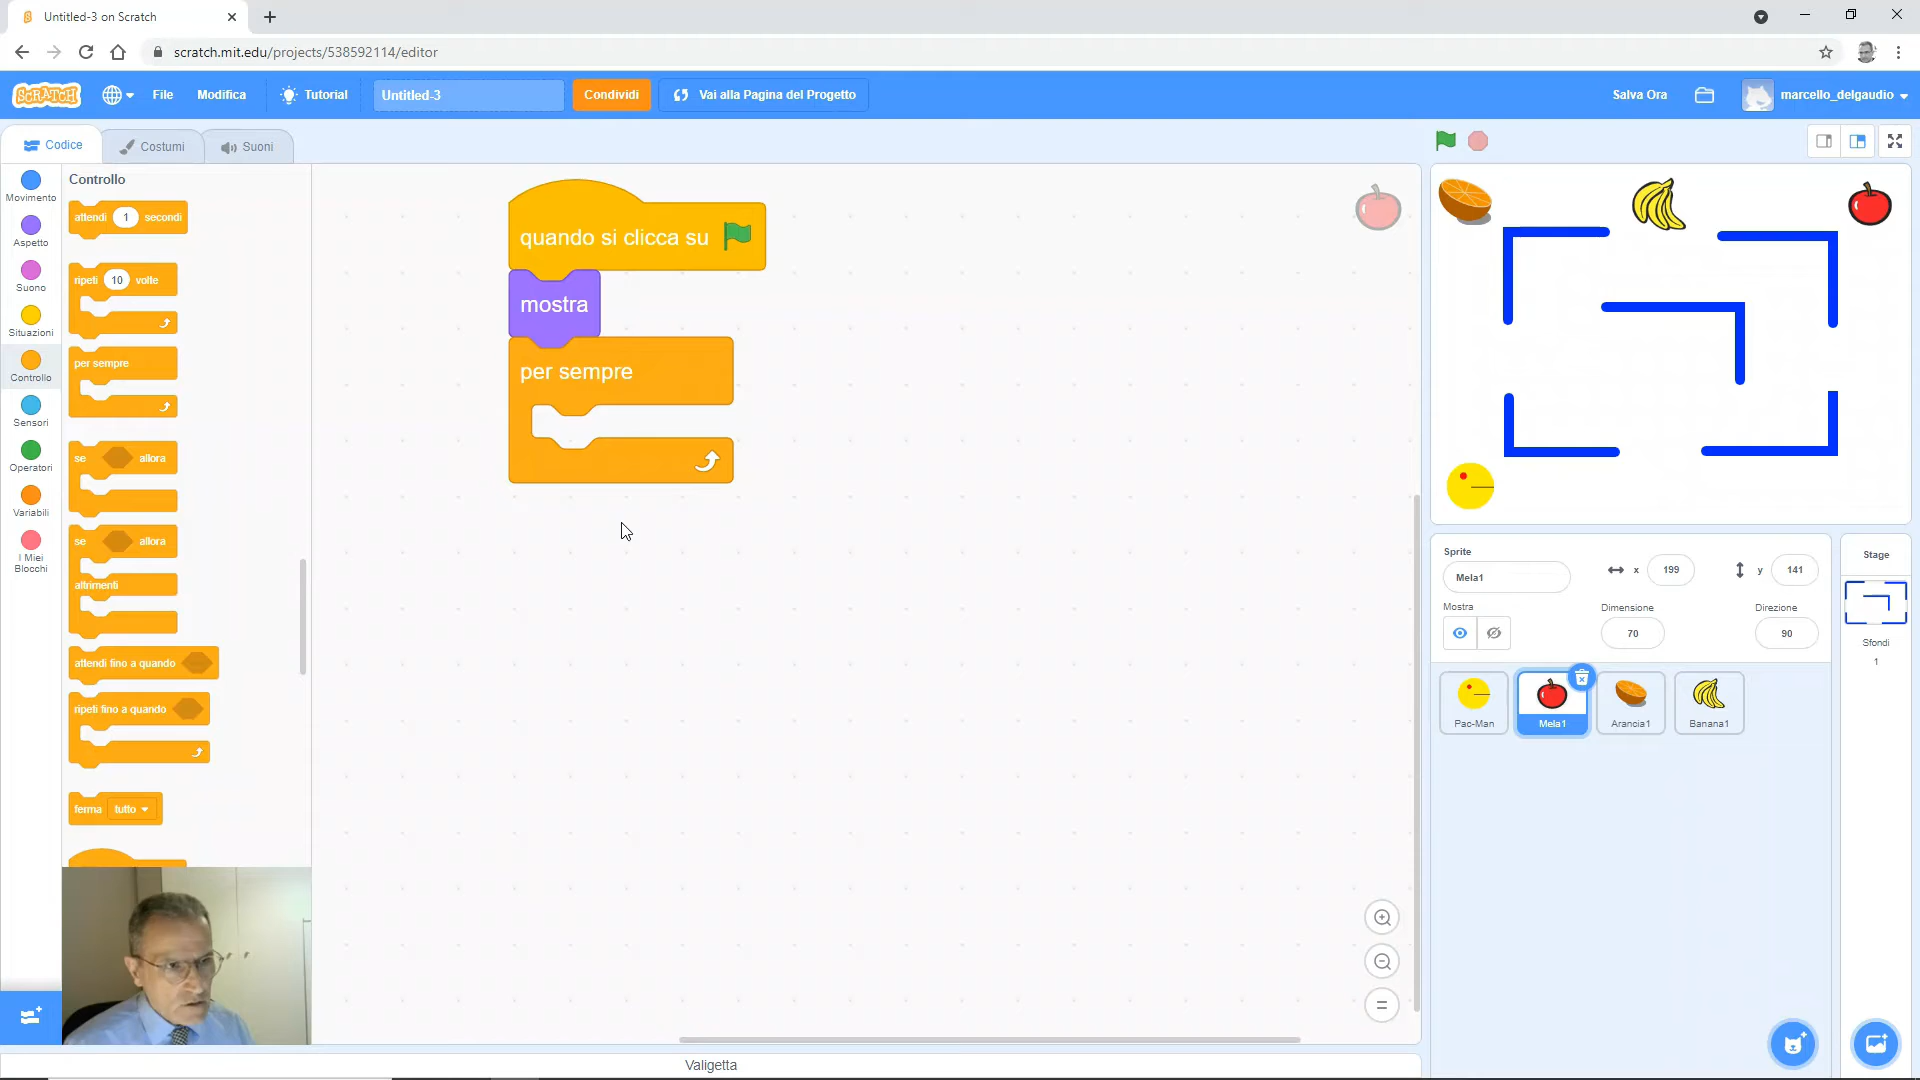 Untitled-3 on Scratch
scratch.mit.edu/projects/538592114/editor
SCRATCH
File
Modifica
Tutorial
Untitled-3
Condividi
Vai alla Pagina del Progetto
Salva Ora
marcello_delgaudio
Codice
Costumi
Suoni
Movimento
Aspetto
Suono
Situazioni
Controllo
Sensori
Operatori
Variabili
I Miei
Blocchi
Controllo
attendi 1 secondi
ripeti 10 volte
per sempre
se allora
se allora
altrimenti
attendi fino a quando
ripeti fino a quando
ferma tutto
quando si clicca su
mostra
per sempre
Valigetta
Sprite
Mela1
x 199
y 141
Mostra
Dimensione
70
Direzione
90
Pac-Man
Mela1
Arancia1
Banana1
Stage
Sfondi
1